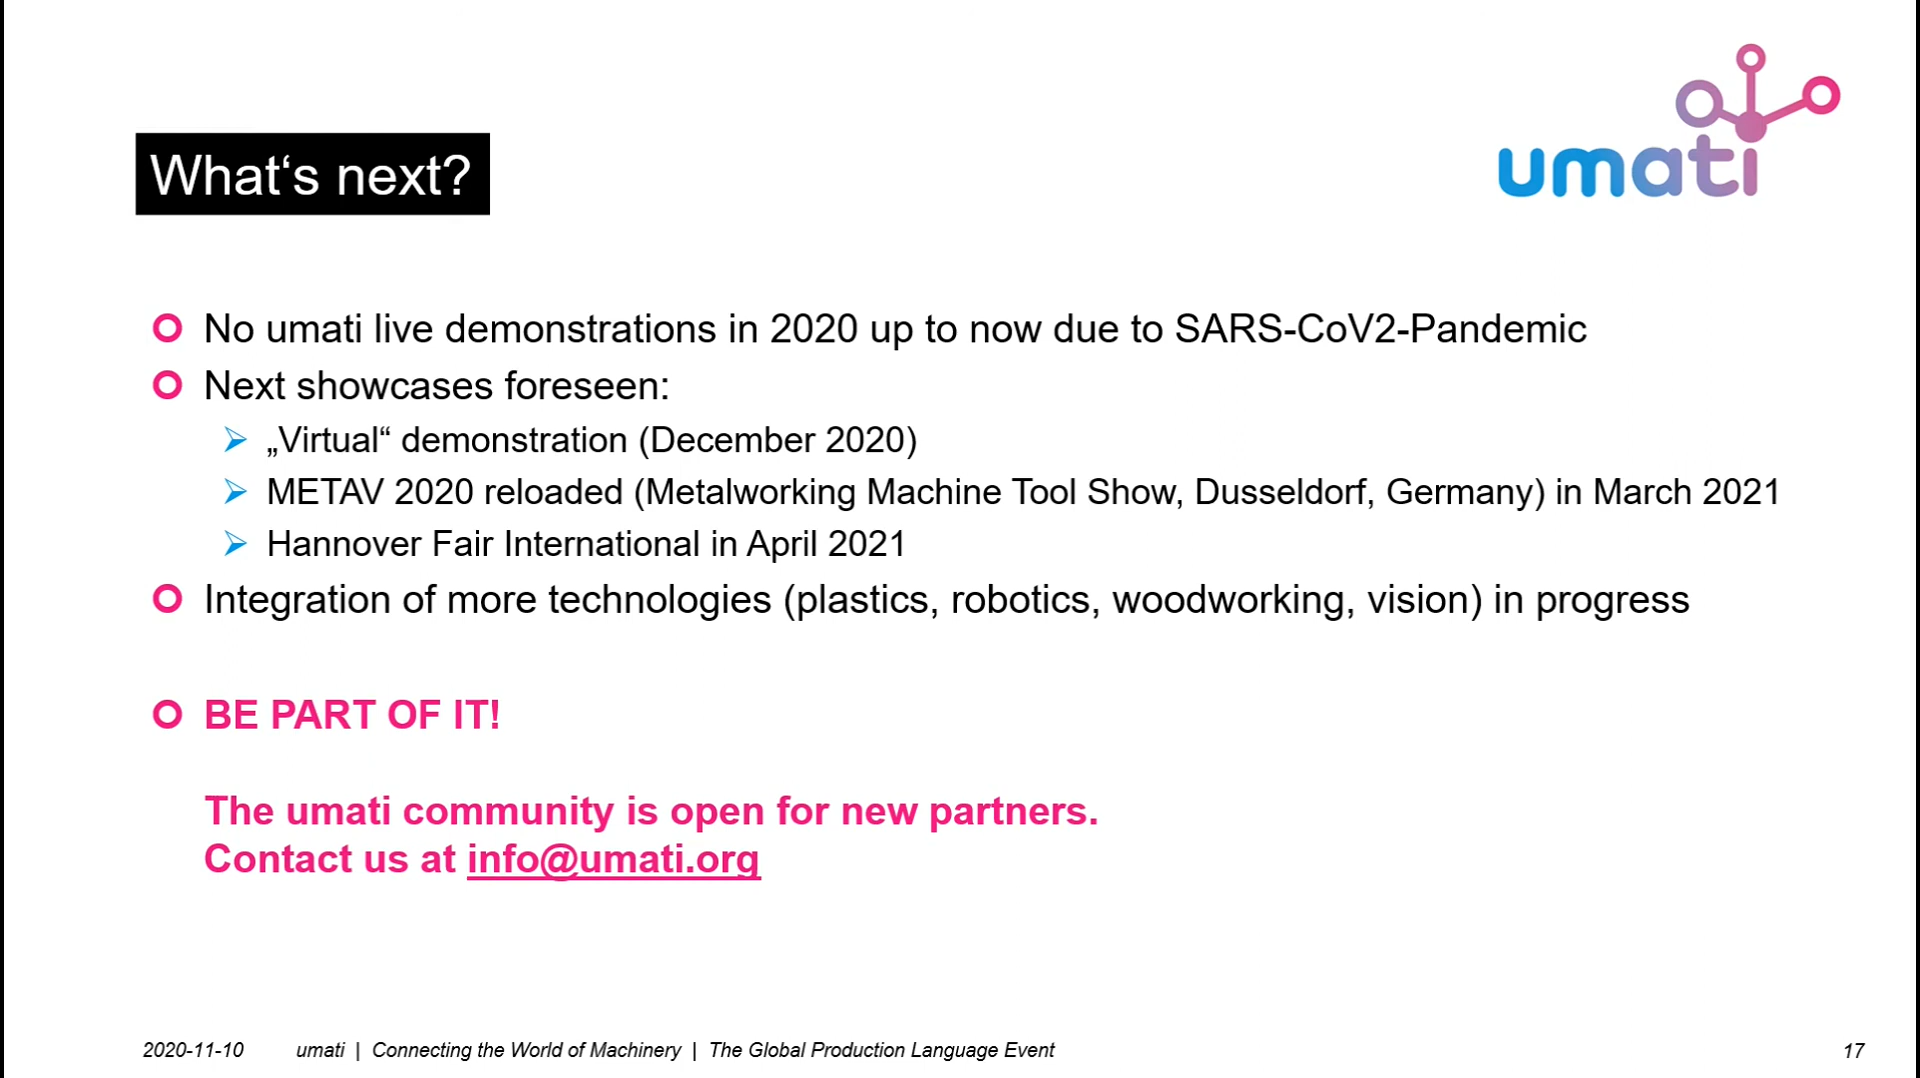 umati
What‘s next?
No umati live demonstrations in 2020 up to now due to SARS-CoV2-Pandemic
Next showcases foreseen:
„Virtual“ demonstration (December 2020)
METAV 2020 reloaded (Metalworking Machine Tool Show, Dusseldorf, Germany) in March 2021
Hannover Fair International in April 2021
Integration of more technologies (plastics, robotics, woodworking, vision) in progress
BE PART OF IT!
The umati community is open for new partners.
Contact us at info@umati.org
2020-11-10 umati | Connecting the World of Machinery | The Global Production Language Event 17